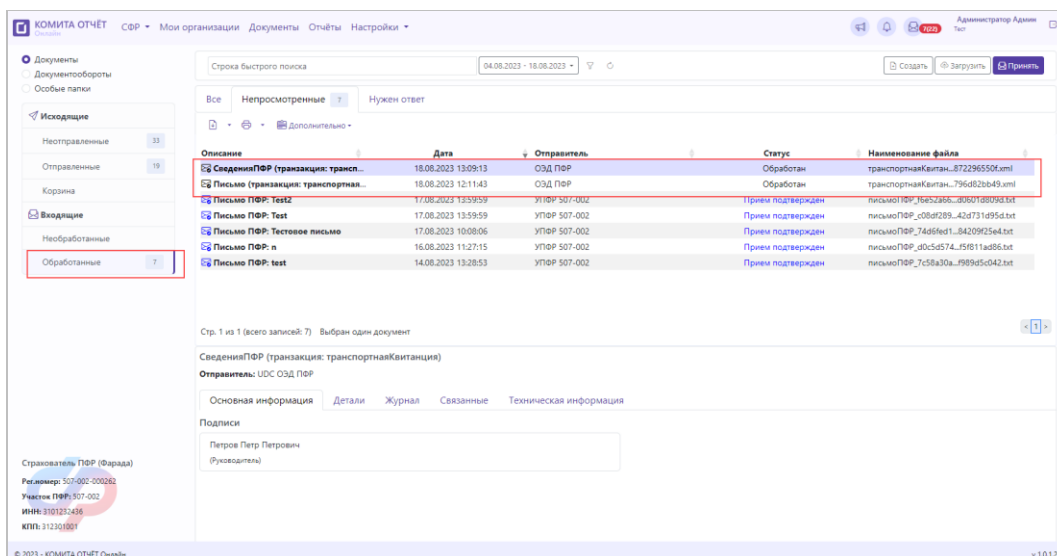 КОМИТА ОТЧЁТ
Онлайн
СФР Мои организации Документы Отчёты Настройки
7(22)
Администратор Админ
Тест
Документы
Документообороты
Особые папки
Исходящие
Неотправленные 33
Отправленные 19
Корзина
Входящие
Необработанные
Обработанные 7
Строка быстрого поиска
04.08.2023 - 18.08.2023
Создать Загрузить Принять
Все Непросмотренные 7 Нужен ответ
Дополнительно
Описание Дата Отправитель Статус Наименование файла
СведенияПФР (транзакция: трансп... 18.08.2023 13:09:13 ОЭД ПФР Обработан транспортнаяКвитан...872296550f.xml
Письмо (транзакция: транспортная... 18.08.2023 12:11:43 ОЭД ПФР Обработан транспортнаяКвитан...796d82bb49.xml
Письмо ПФР: Test2 17.08.2023 13:59:59 УПФР 507-002 Прием подтвержден письмоПФР_f6e52a66...d0601d809d.txt
Письмо ПФР: Test 17.08.2023 13:59:59 УПФР 507-002 Прием подтвержден письмоПФР_c08df289...42d731d95d.txt
Письмо ПФР: Тестовое письмо 17.08.2023 10:08:06 УПФР 507-002 Прием подтвержден письмоПФР_74d6fed1...84209f25e4.txt
Письмо ПФР: n 16.08.2023 11:27:15 УПФР 507-002 Прием подтвержден письмоПФР_d0c5d574...f5f811ad86.txt
Письмо ПФР: test 14.08.2023 13:28:53 УПФР 507-002 Прием подтвержден письмоПФР_7c58a30a...f989d5c042.txt
Стр. 1 из 1 (всего записей: 7) Выбран один документ
< 1 >
СведенияПФР (транзакция: транспортнаяКвитанция)
Отправитель: UDC ОЭД ПФР
Основная информация Детали Журнал Связанные Техническая информация
Подписи
Петров Петр Петрович
(Руководитель)
Страхователь ПФР (Фарада)
Рег.номер: 507-002-000262
Участок ПФР: 507-002
ИНН: 3101232436
КПП: 312301001
© 2023 - КОМИТА ОТЧЁТ Онлайн